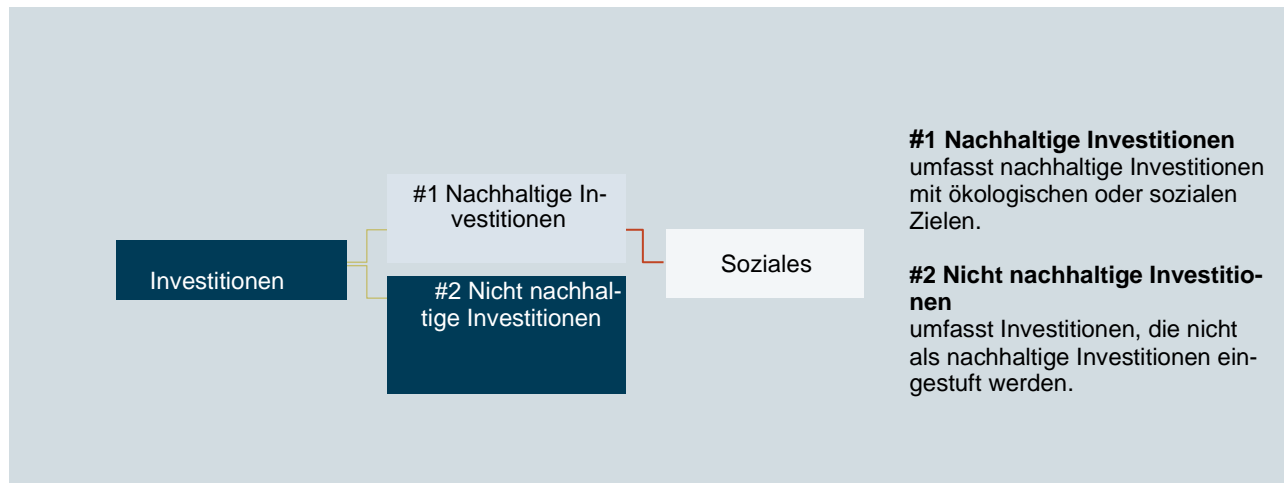 Investitionen
#1 Nachhaltige In-
vestitionen
#2 Nicht nachhal-
tige Investitionen
Soziales
#1 Nachhaltige Investitionen
umfasst nachhaltige Investitionen
mit ökologischen oder sozialen
Zielen.
#2 Nicht nachhaltige Investitio-
nen
umfasst Investitionen, die nicht
als nachhaltige Investitionen ein-
gestuft werden.